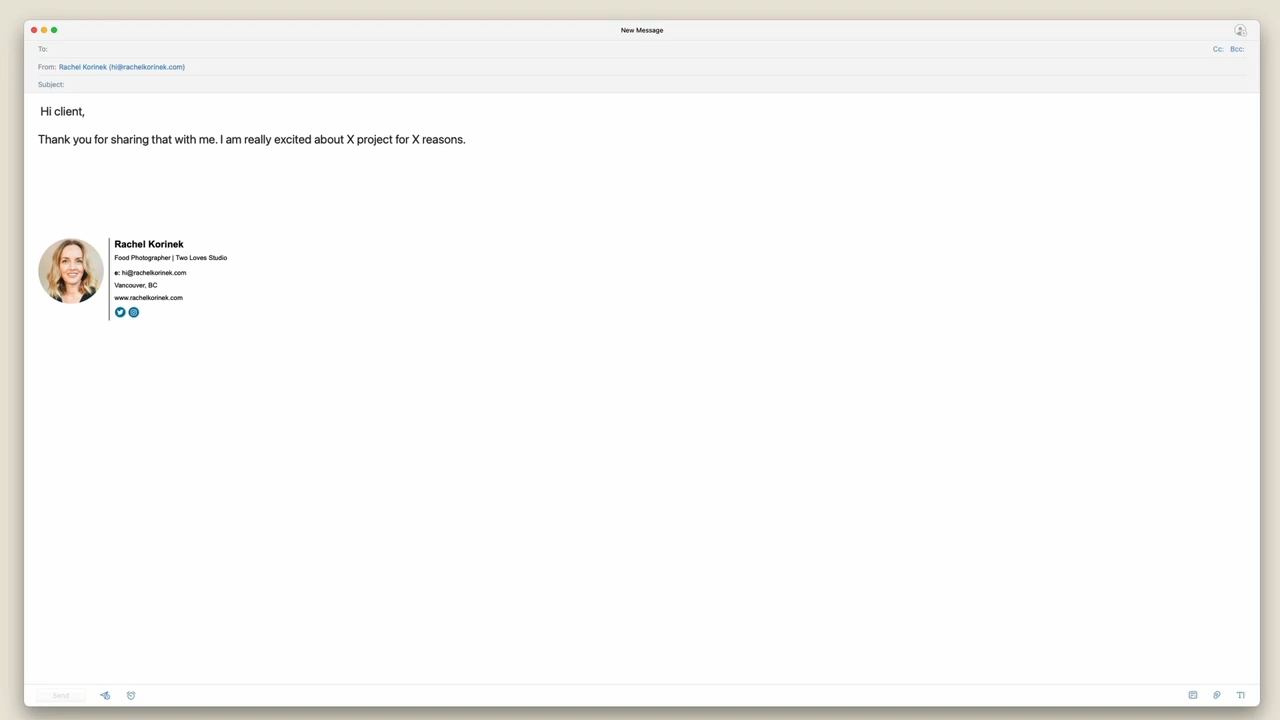 New Message
To:
Cc: Bcc:
From: Rachel Korinek (hi@rachelkorinek.com)
Subject:
Hi client,
Thank you for sharing that with me. I am really excited about X project for X reasons.
Rachel Korinek
Food Photographer | Two Loves Studio
e: hi@rachelkorinek.com
Vancouver, BC
www.rachelkorinek.com
Send